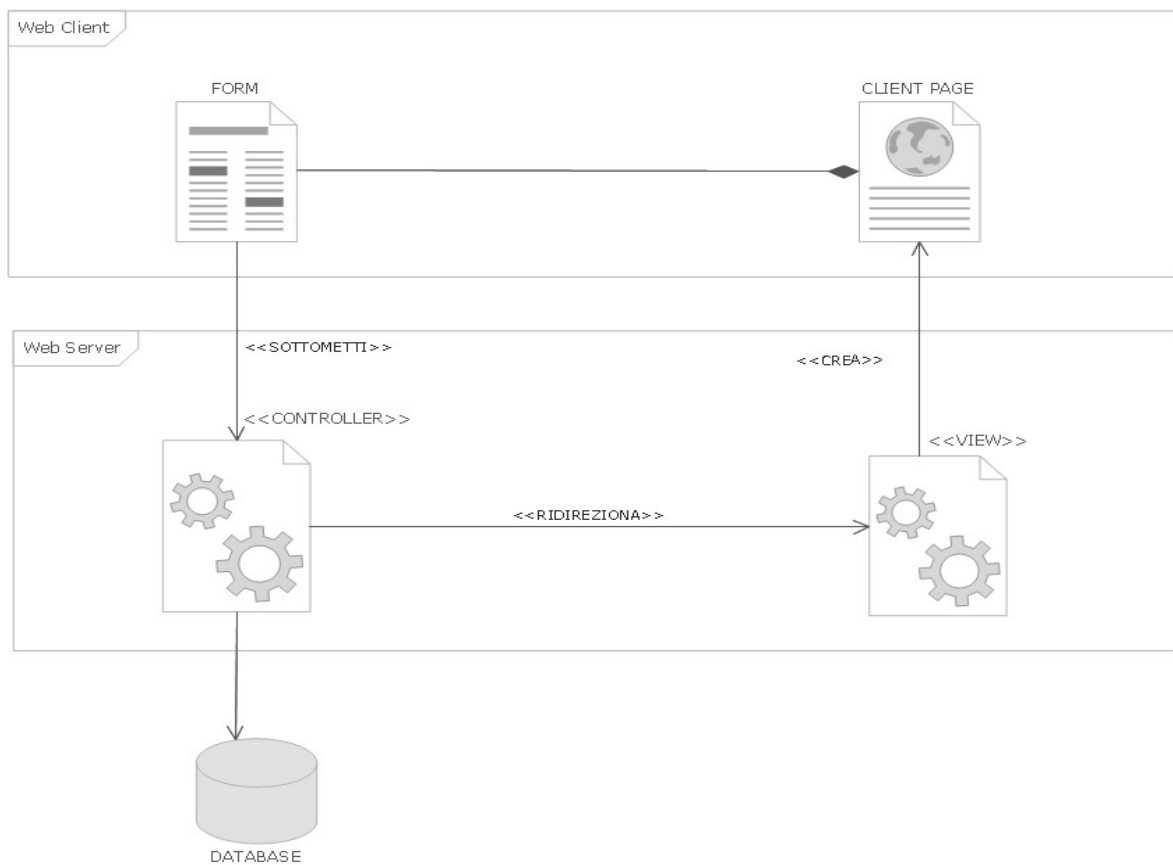 Web Client
FORM
CLIENT PAGE
Web Server
<<SOTTOMETTI>>
<<CREA>>
<<CONTROLLER>>
<<VIEW>>
<<RIDIREZIONA>>
DATABASE